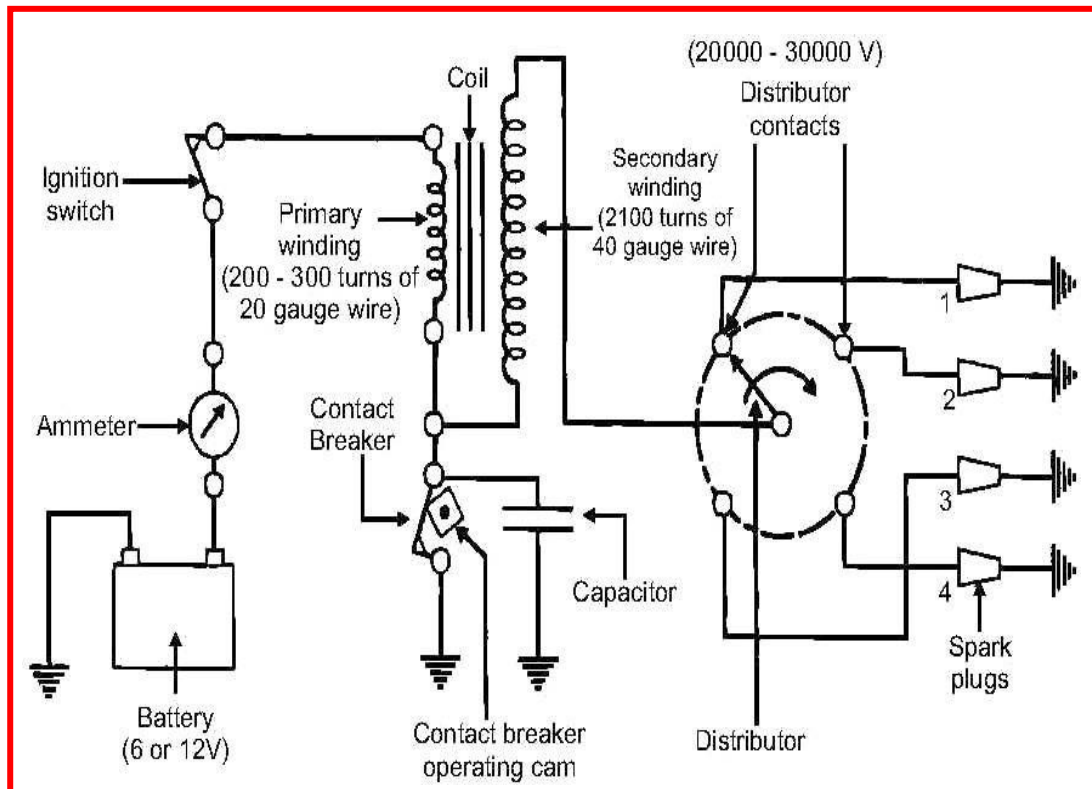 (20000 - 30000 V)
Distributor
contacts
Coil
Ignition
switch
Primary
winding
(200 - 300 turns of
20 gauge wire)
Secondary
winding
(2100 turns of
40 gauge wire)
1
2
3
4
Ammeter
Contact
Breaker
Capacitor
Spark
plugs
Battery
(6 or 12V)
Contact breaker
operating cam
Distributor